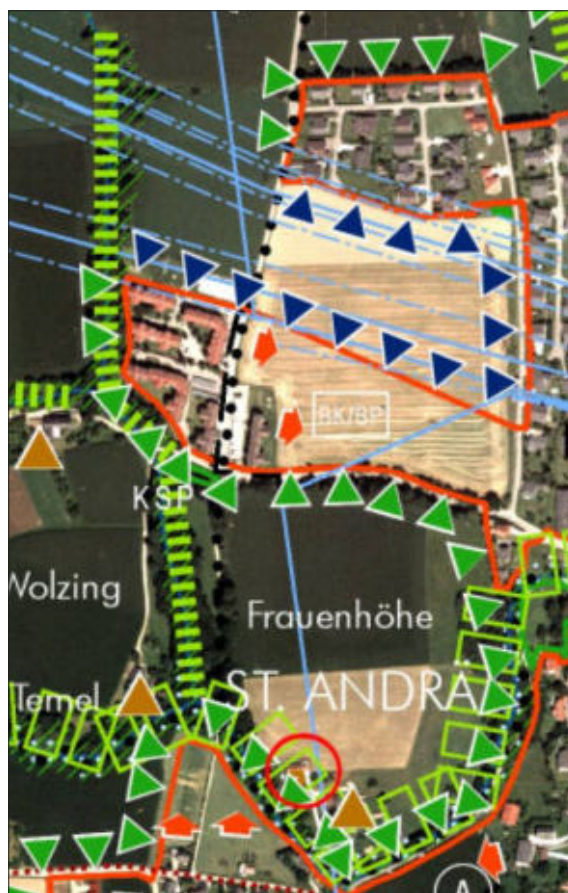 BK/BP
KSP
Wolzing
Frauenhöhe
Temel
ST. ANDRÄ
A